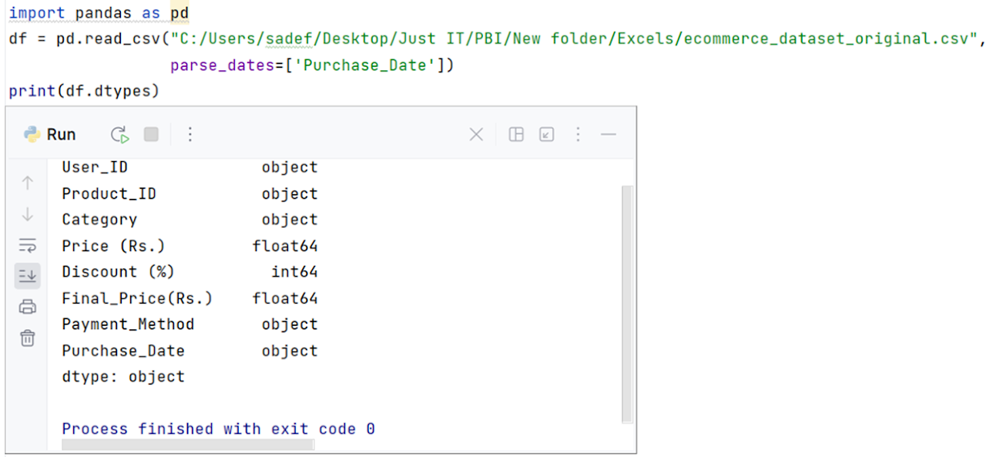 import pandas as pd
df = pd.read_csv("C:/Users/sadef/Desktop/Just IT/PBI/New folder/Excels/ecommerce_dataset_original.csv",
                 parse_dates=['Purchase_Date'])
print(df.dtypes)
Run
User_ID                object
Product_ID             object
Category               object
Price (Rs.)           float64
Discount (%)            int64
Final_Price(Rs.)      float64
Payment_Method         object
Purchase_Date          object
dtype: object
Process finished with exit code 0